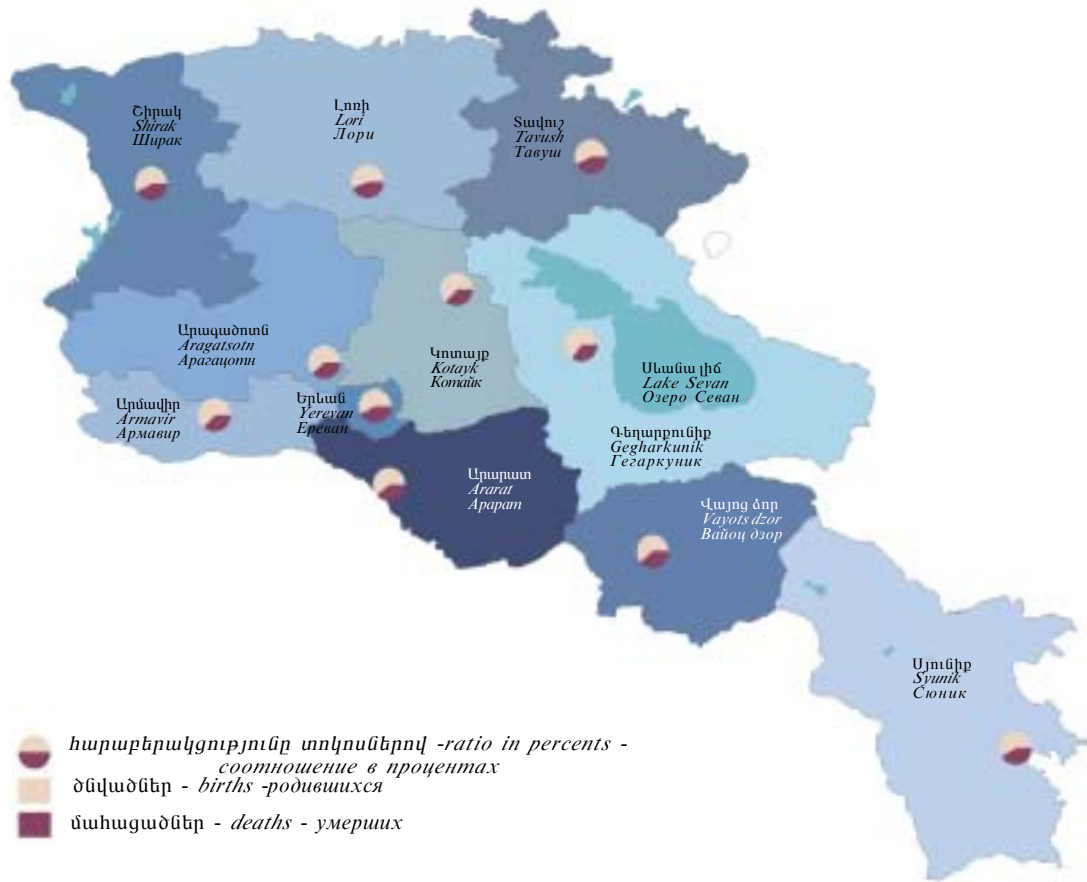 Շիրակ
Shirak
Ширак
Լոռի
Lori
Лори
Տավուշ
Tavush
Тавуш
Արագածոտն
Aragatsotn
Арагацотн
Կոտայք
Kotayk
Котайк
Սևանա լիճ
Lake Sevan
Озеро Севан
Արմավիր
Armavir
Армавир
Երևան
Yerevan
Ереван
Գեղարքունիք
Gegharkunik
Гегаркуник
Արարատ
Ararat
Арарат
Վայոց ձոր
Vayots dzor
Вайоц дзор
Սյունիք
Syunik
Сюник
հարաբերակցությունը տոկոսներով -ratio in percents -
соотношение в процентах
ծնվածներ - births -родившихся
մահացածներ - deaths - умерших